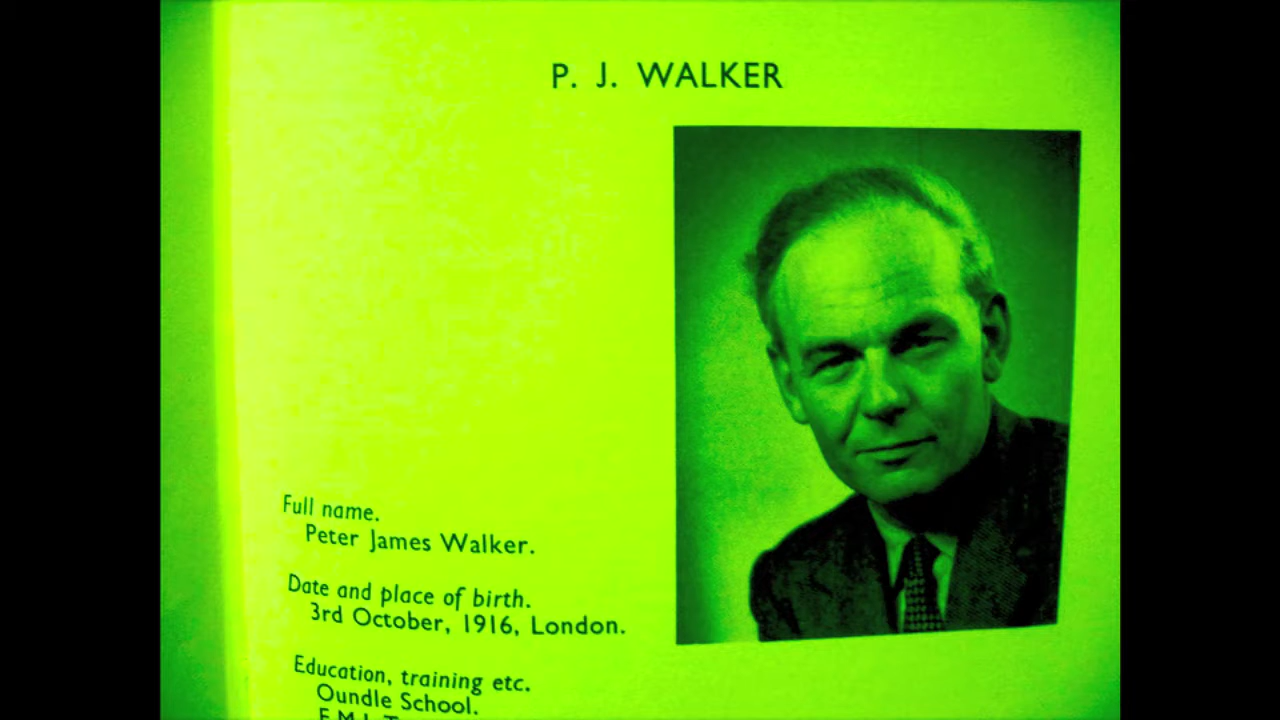 P. J. WALKER
Full name.
Peter James Walker.
Date and place of birth.
3rd October, 1916, London.
Education, training etc.
Oundle School.